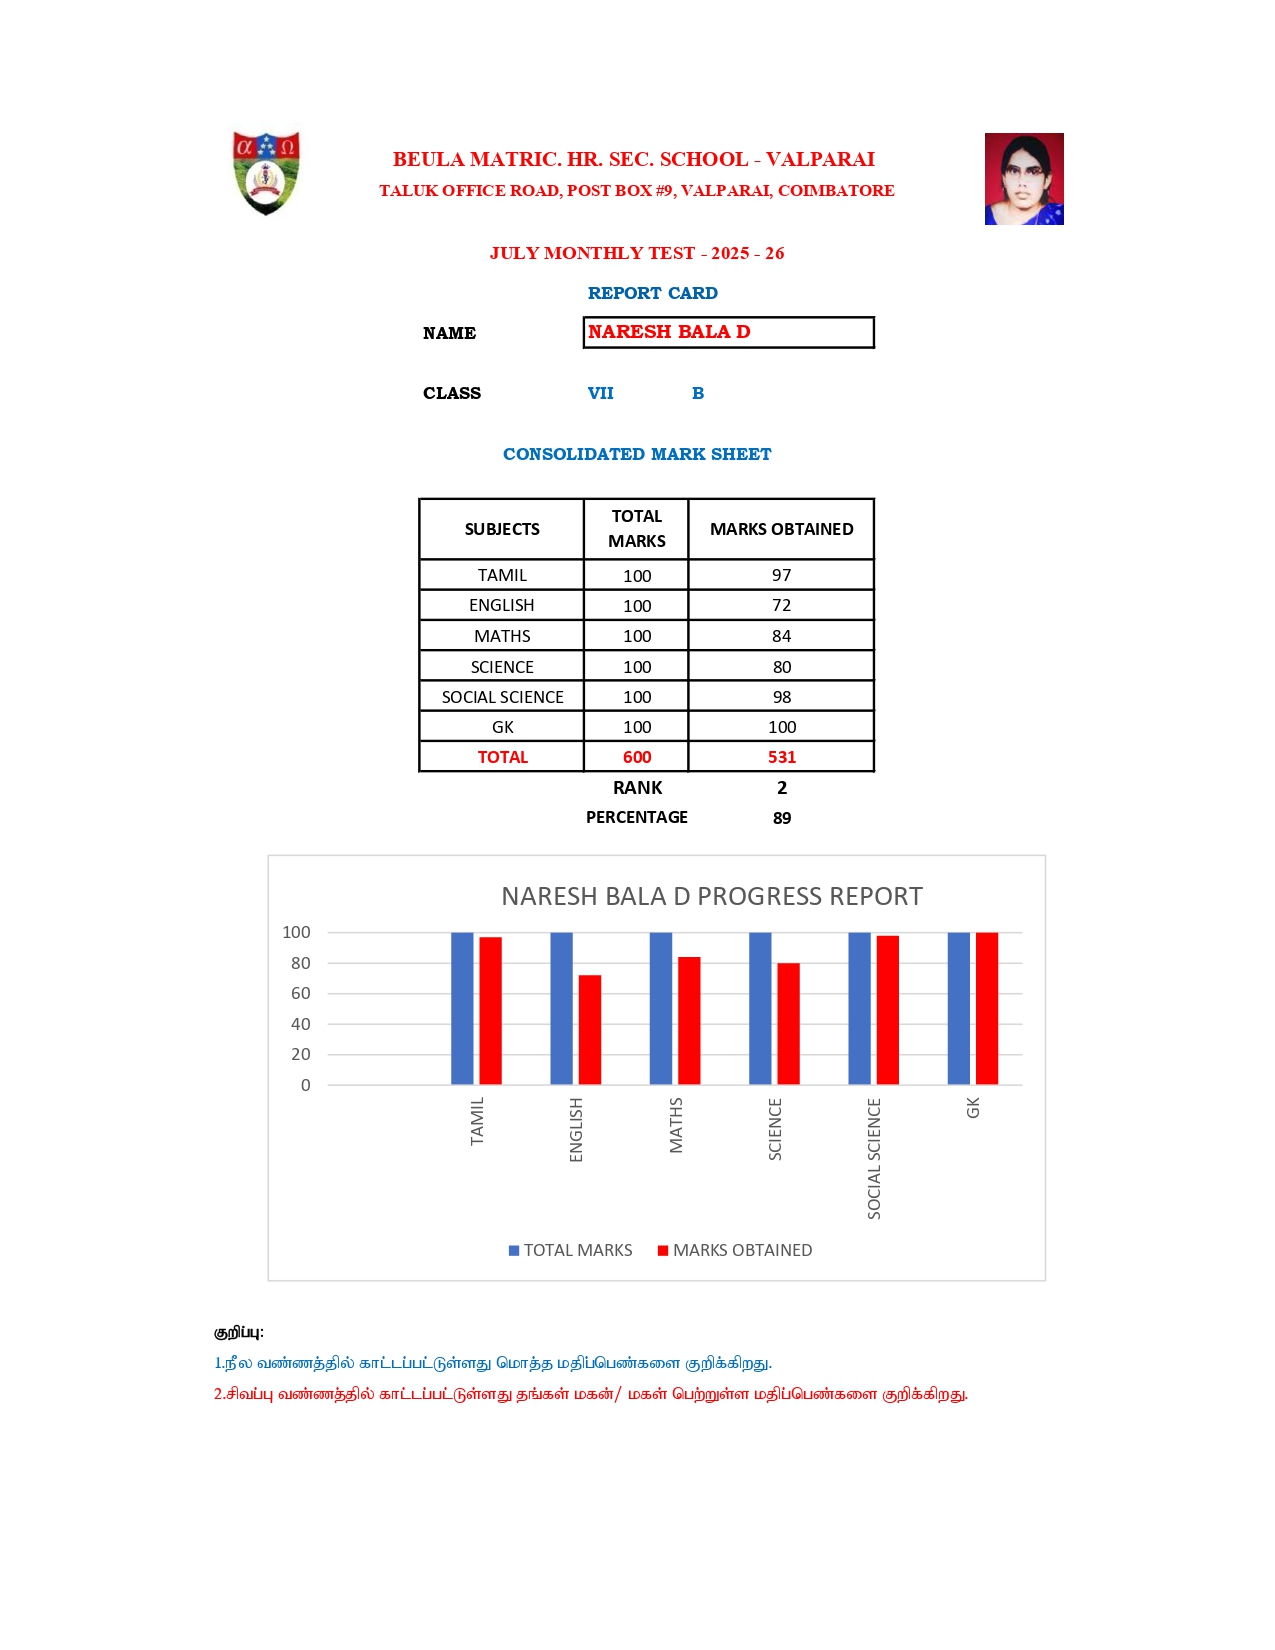 BEULA MATRIC. HR. SEC. SCHOOL - VALPARAI
TALUK OFFICE ROAD, POST BOX #9, VALPARAI, COIMBATORE
JULY MONTHLY TEST - 2025 - 26
REPORT CARD
NAME NARESH BALA D
CLASS VII B
CONSOLIDATED MARK SHEET
SUBJECTS TOTAL MARKS MARKS OBTAINED
TAMIL 100 97
ENGLISH 100 72
MATHS 100 84
SCIENCE 100 80
SOCIAL SCIENCE 100 98
GK 100 100
TOTAL 600 531
RANK 2
PERCENTAGE 89
NARESH BALA D PROGRESS REPORT
100
80
60
40
20
0
TAMIL
ENGLISH
MATHS
SCIENCE
SOCIAL SCIENCE
GK
TOTAL MARKS MARKS OBTAINED
குறிப்பு:
1.நீல வண்ணத்தில் காட்டப்பட்டுள்ளது மொத்த மதிப்பெண்களை குறிக்கிறது.
2.சிவப்பு வண்ணத்தில் காட்டப்பட்டுள்ளது தங்கள் மகன்/ மகள் பெற்றுள்ள மதிப்பெண்களை குறிக்கிறது.